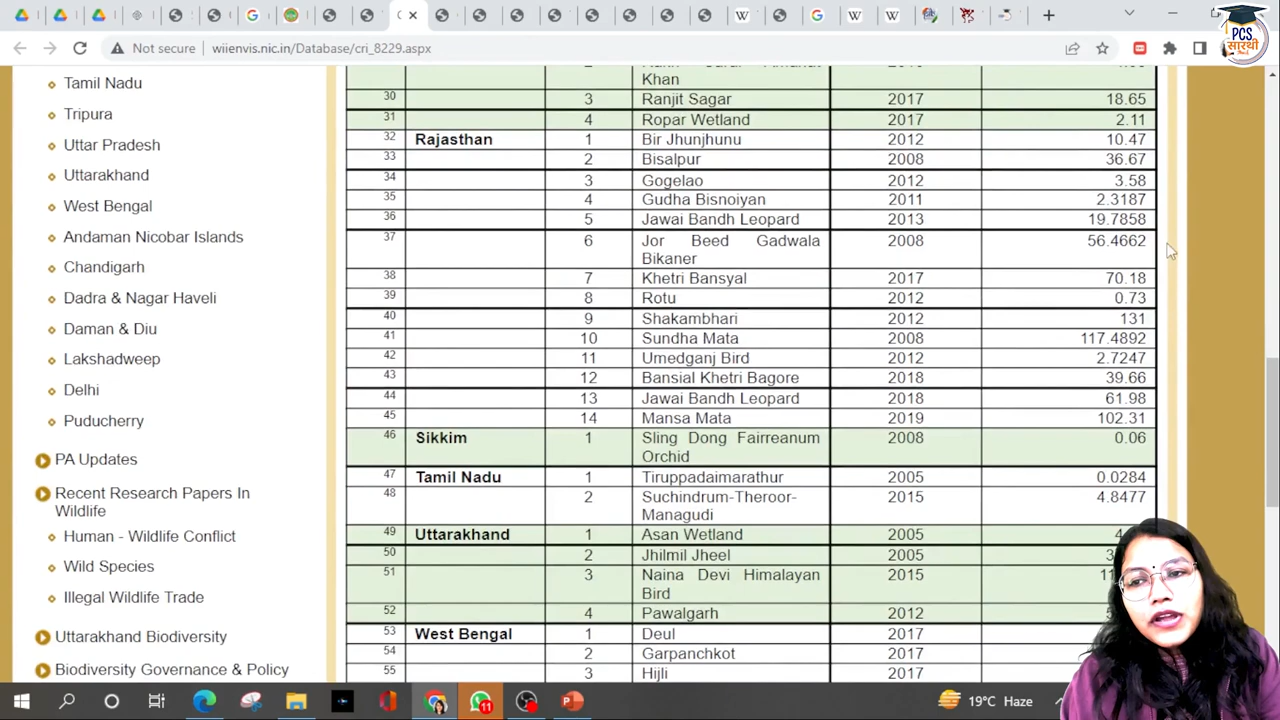 Not secure wiienvis.nic.in/Database/cri_8229.aspx
PCS
सारथी
Tamil Nadu
Tripura
Uttar Pradesh
Uttarakhand
West Bengal
Andaman Nicobar Islands
Chandigarh
Dadra & Nagar Haveli
Daman & Diu
Lakshadweep
Delhi
Puducherry
PA Updates
Recent Research Papers In
Wildlife
Human - Wildlife Conflict
Wild Species
Illegal Wildlife Trade
Uttarakhand Biodiversity
Biodiversity Governance & Policy
Khan
30 3 Ranjit Sagar 2017 18.65
31 4 Ropar Wetland 2017 2.11
32 Rajasthan 1 Bir Jhunjhunu 2012 10.47
33 2 Bisalpur 2008 36.67
34 3 Gogelao 2012 3.58
35 4 Gudha Bisnoiyan 2011 2.3187
36 5 Jawai Bandh Leopard 2013 19.7858
37 6 Jor Beed Gadwala 2008 56.4662
Bikaner
38 7 Khetri Bansyal 2017 70.18
39 8 Rotu 2012 0.73
40 9 Shakambhari 2012 131
41 10 Sundha Mata 2008 117.4892
42 11 Umedganj Bird 2012 2.7247
43 12 Bansial Khetri Bagore 2018 39.66
44 13 Jawai Bandh Leopard 2018 61.98
45 14 Mansa Mata 2019 102.31
46 Sikkim 1 Sling Dong Fairreanum 2008 0.06
Orchid
47 Tamil Nadu 1 Tiruppadaimarathur 2005 0.0284
48 2 Suchindrum-Theroor- 2015 4.8477
Managudi
49 Uttarakhand 1 Asan Wetland 2005
50 2 Jhilmil Jheel 2005
51 3 Naina Devi Himalayan 2015
Bird
52 4 Pawalgarh 2012
53 West Bengal 1 Deul 2017
54 2 Garpanchkot 2017
55 3 Hijli 2017
11
19°C Haze